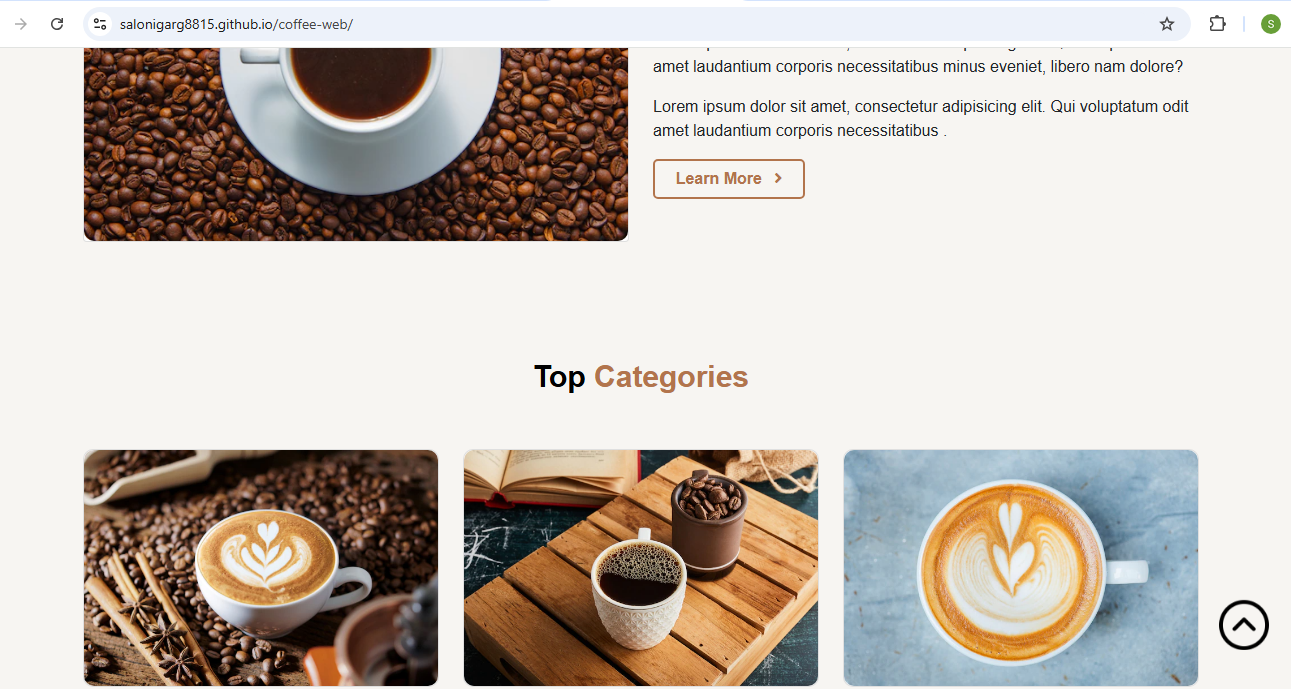 salonigarg8815.github.io/coffee-web/
S
amet laudantium corporis necessitatibus minus eveniet, libero nam dolore?
Lorem ipsum dolor sit amet, consectetur adipisicing elit. Qui voluptatum odit
amet laudantium corporis necessitatibus .
Learn More
Top Categories